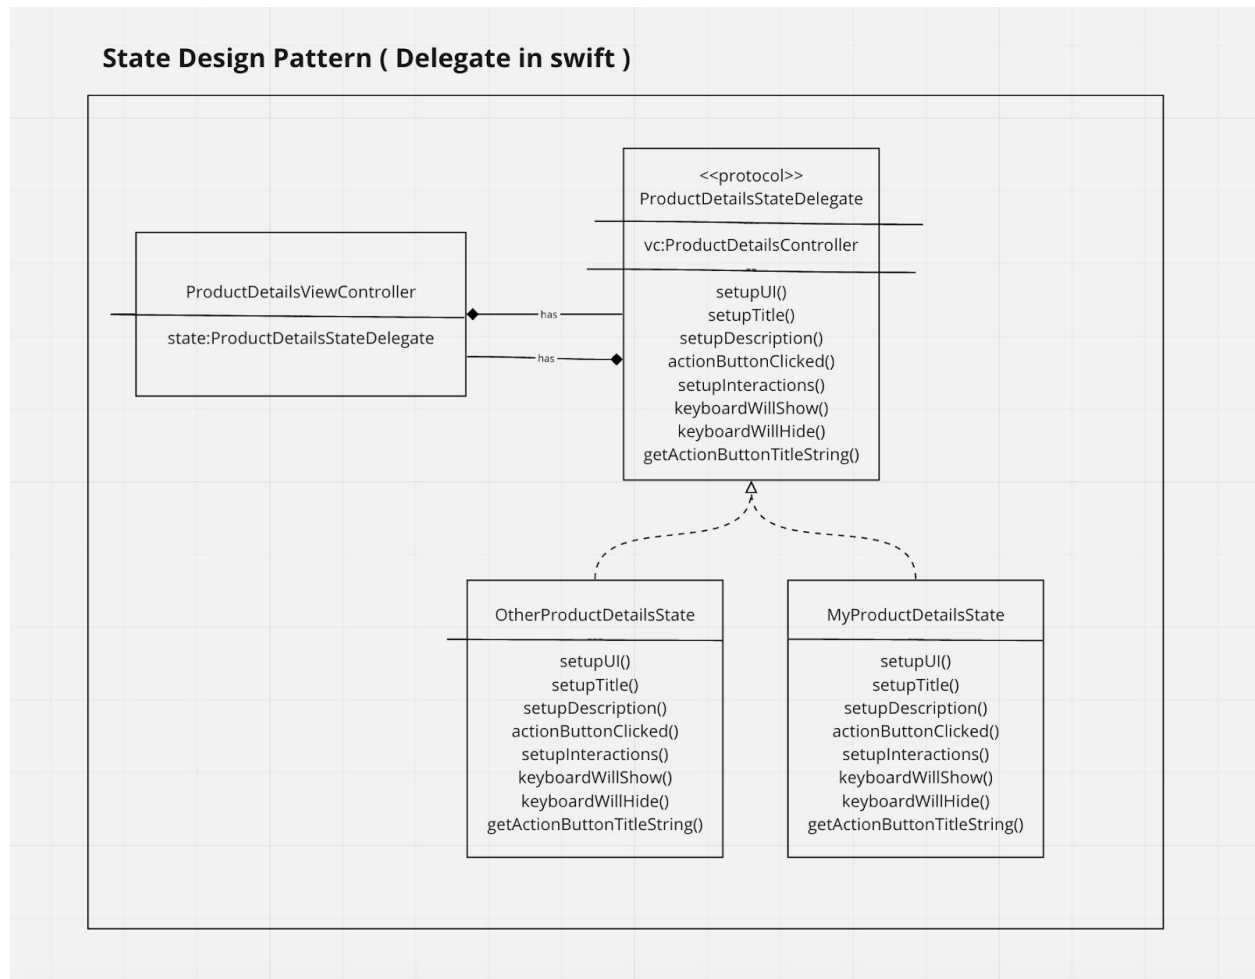 State Design Pattern ( Delegate in swift )
<<protocol>>
ProductDetailsStateDelegate
vc:ProductDetailsController
setupUI()
setupTitle()
setupDescription()
actionButtonClicked()
setupInteractions()
keyboardWillShow()
keyboardWillHide()
getActionButtonTitleString()
ProductDetailsViewController
state:ProductDetailsStateDelegate
has
has
OtherProductDetailsState
setupUI()
setupTitle()
setupDescription()
actionButtonClicked()
setupInteractions()
keyboardWillShow()
keyboardWillHide()
getActionButtonTitleString()
MyProductDetailsState
setupUI()
setupTitle()
setupDescription()
actionButtonClicked()
setupInteractions()
keyboardWillShow()
keyboardWillHide()
getActionButtonTitleString()